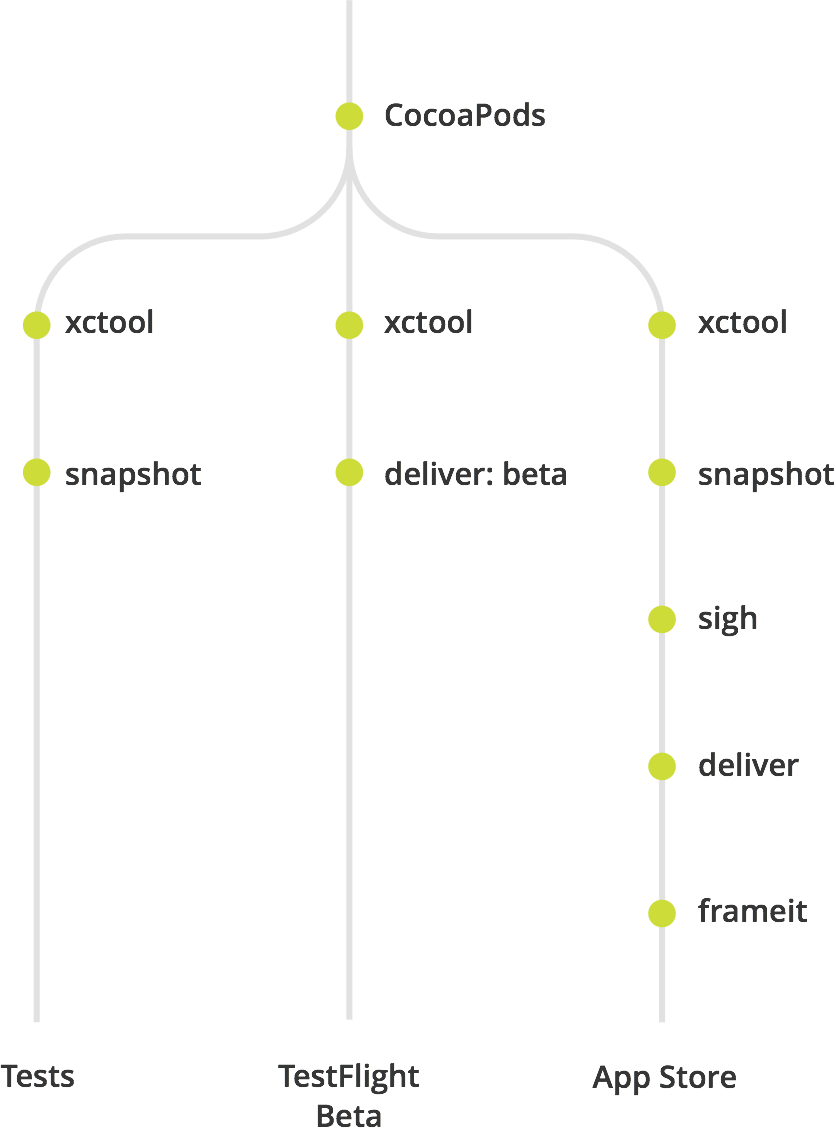 CocoaPods
xctool
xctool
xctool
snapshot
deliver: beta
snapshot
sigh
deliver
frameit
Tests
TestFlight
Beta
App Store